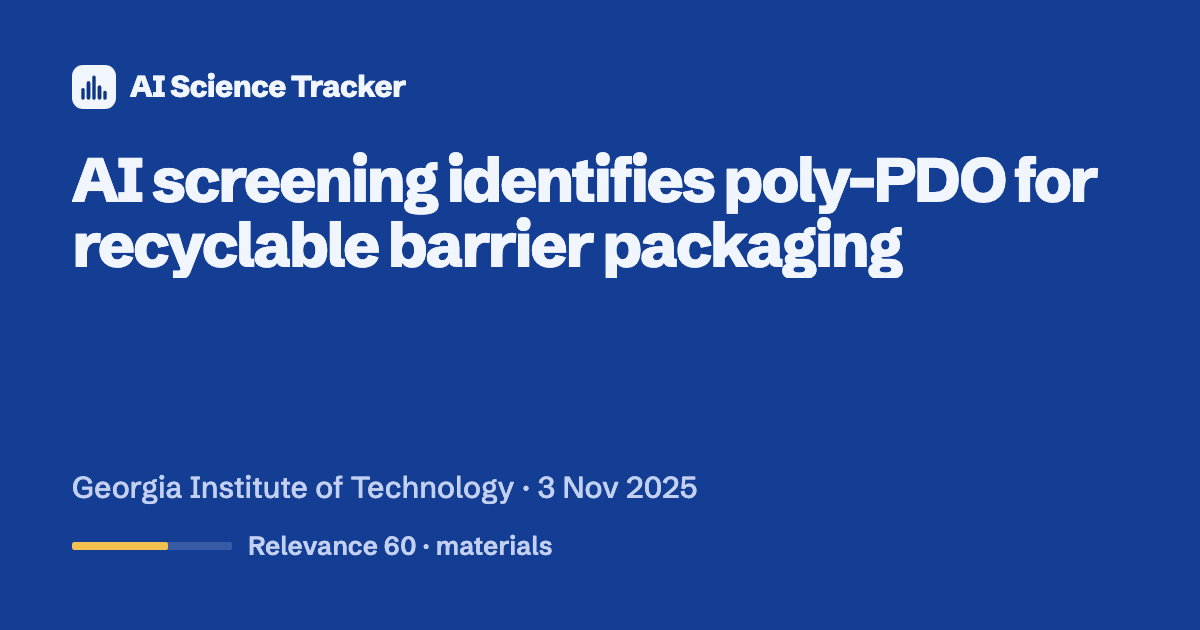 AI Science Tracker
AI screening identifies poly-PDO for
recyclable barrier packaging
Georgia Institute of Technology · 3 Nov 2025
Relevance 60 · materials